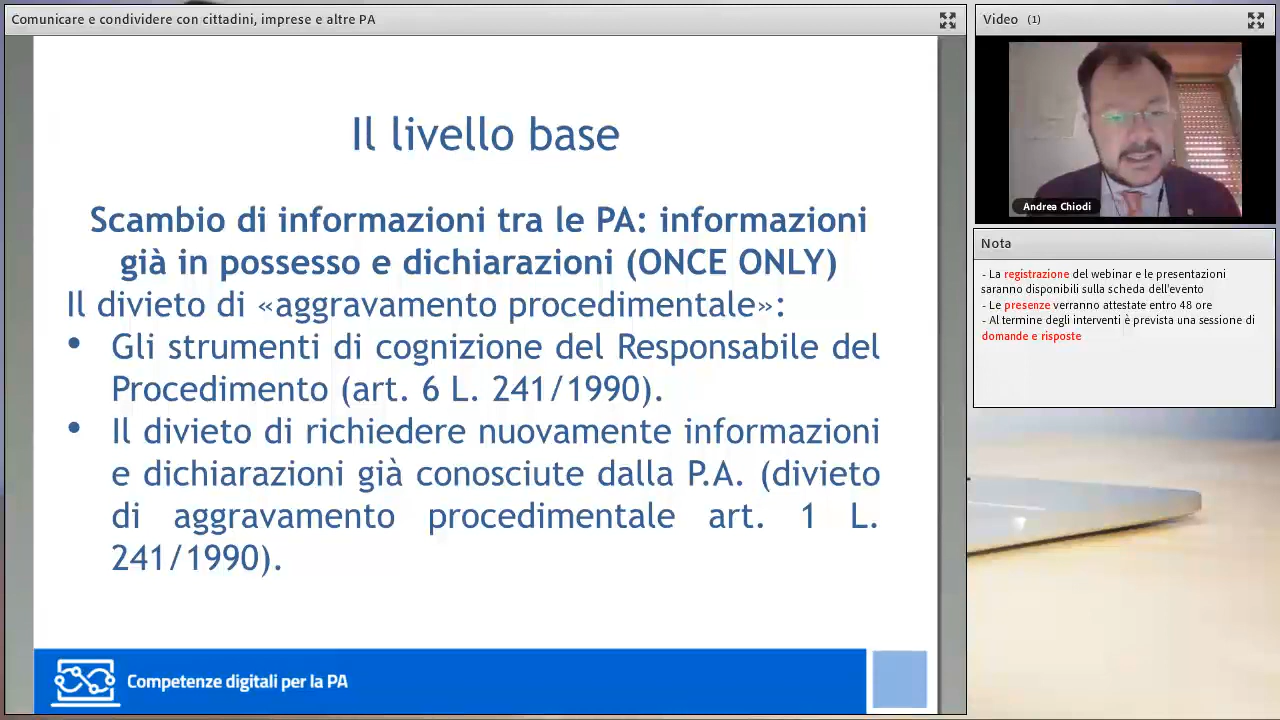 Comunicare e condividere con cittadini, imprese e altre PA
Il livello base
Scambio di informazioni tra le PA: informazioni
già in possesso e dichiarazioni (ONCE ONLY)
Il divieto di «aggravamento procedimentale»:
• Gli strumenti di cognizione del Responsabile del
Procedimento (art. 6 L. 241/1990).
• Il divieto di richiedere nuovamente informazioni
e dichiarazioni già conosciute dalla P.A. (divieto
di aggravamento procedimentale art. 1 L.
241/1990).
Competenze digitali per la PA
Video (1)
Andrea Chiodi
Nota
- La registrazione del webinar e le presentazioni
saranno disponibili sulla scheda dell'evento
- Le presenze verranno attestate entro 48 ore
- Al termine degli interventi è prevista una sessione di
domande e risposte